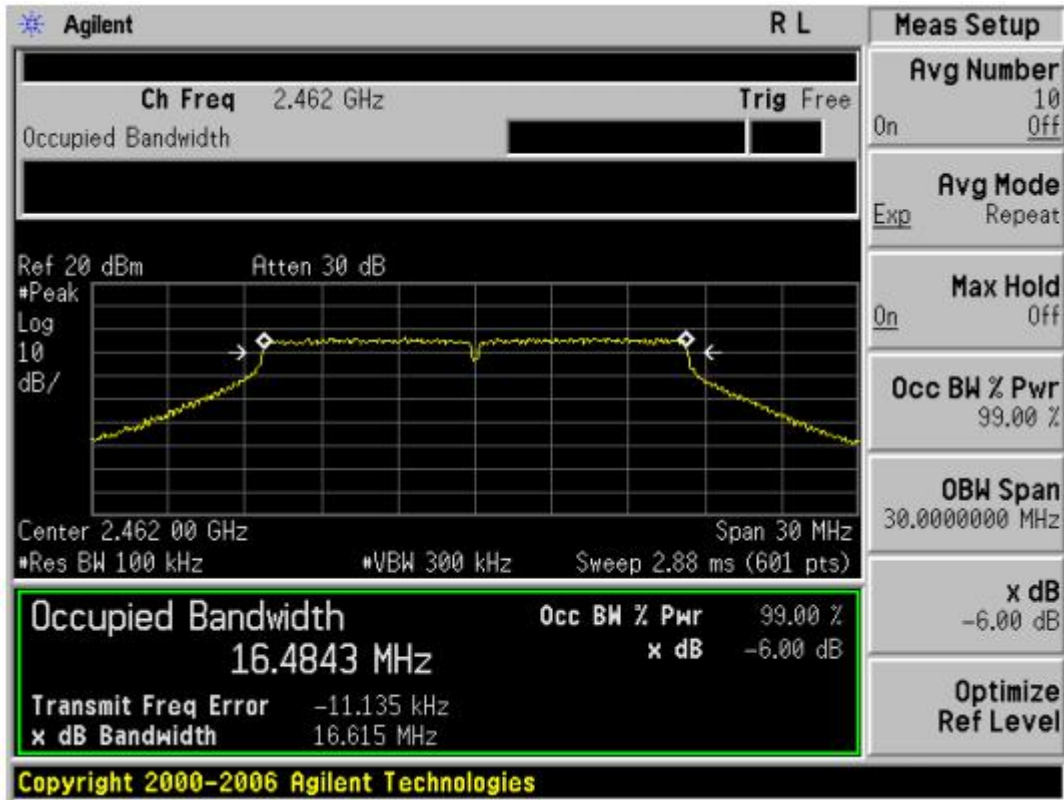 Agilent R L
Ch Freq 2.462 GHz Trig Free
Occupied Bandwidth
Ref 20 dBm Atten 30 dB
#Peak
Log
10
dB/
Center 2.462 00 GHz Span 30 MHz
#Res BW 100 kHz #VBW 300 kHz Sweep 2.88 ms (601 pts)
Occupied Bandwidth Occ BW % Pwr 99.00 %
16.4843 MHz x dB -6.00 dB
Transmit Freq Error -11.135 kHz
x dB Bandwidth 16.615 MHz
Copyright 2000-2006 Agilent Technologies
Meas Setup
Avg Number
10
On Off
Avg Mode
Exp Repeat
Max Hold
On Off
Occ BW % Pwr
99.00 %
OBW Span
30.0000000 MHz
x dB
-6.00 dB
Optimize
Ref Level